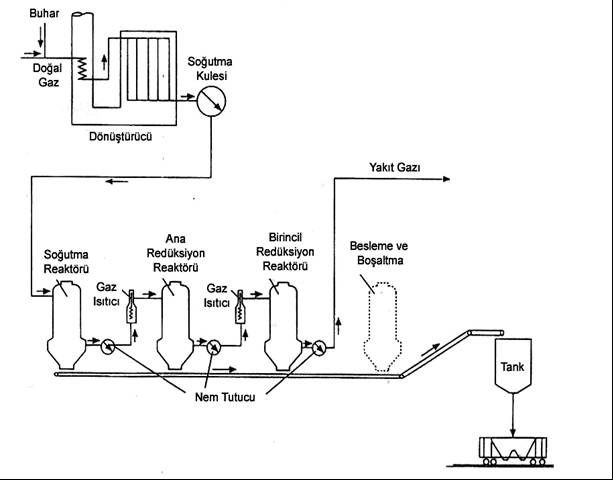 Buhar
Doğal
Gaz
Soğutma
Kulesi
Dönüştürücü
Yakıt Gazı
Soğutma
Reaktörü
Gaz
Isıtıcı
Ana
Redüksiyon
Reaktörü
Gaz
Isıtıcı
Birincil
Redüksiyon
Reaktörü
Besleme ve
Boşaltma
Nem Tutucu
Tank